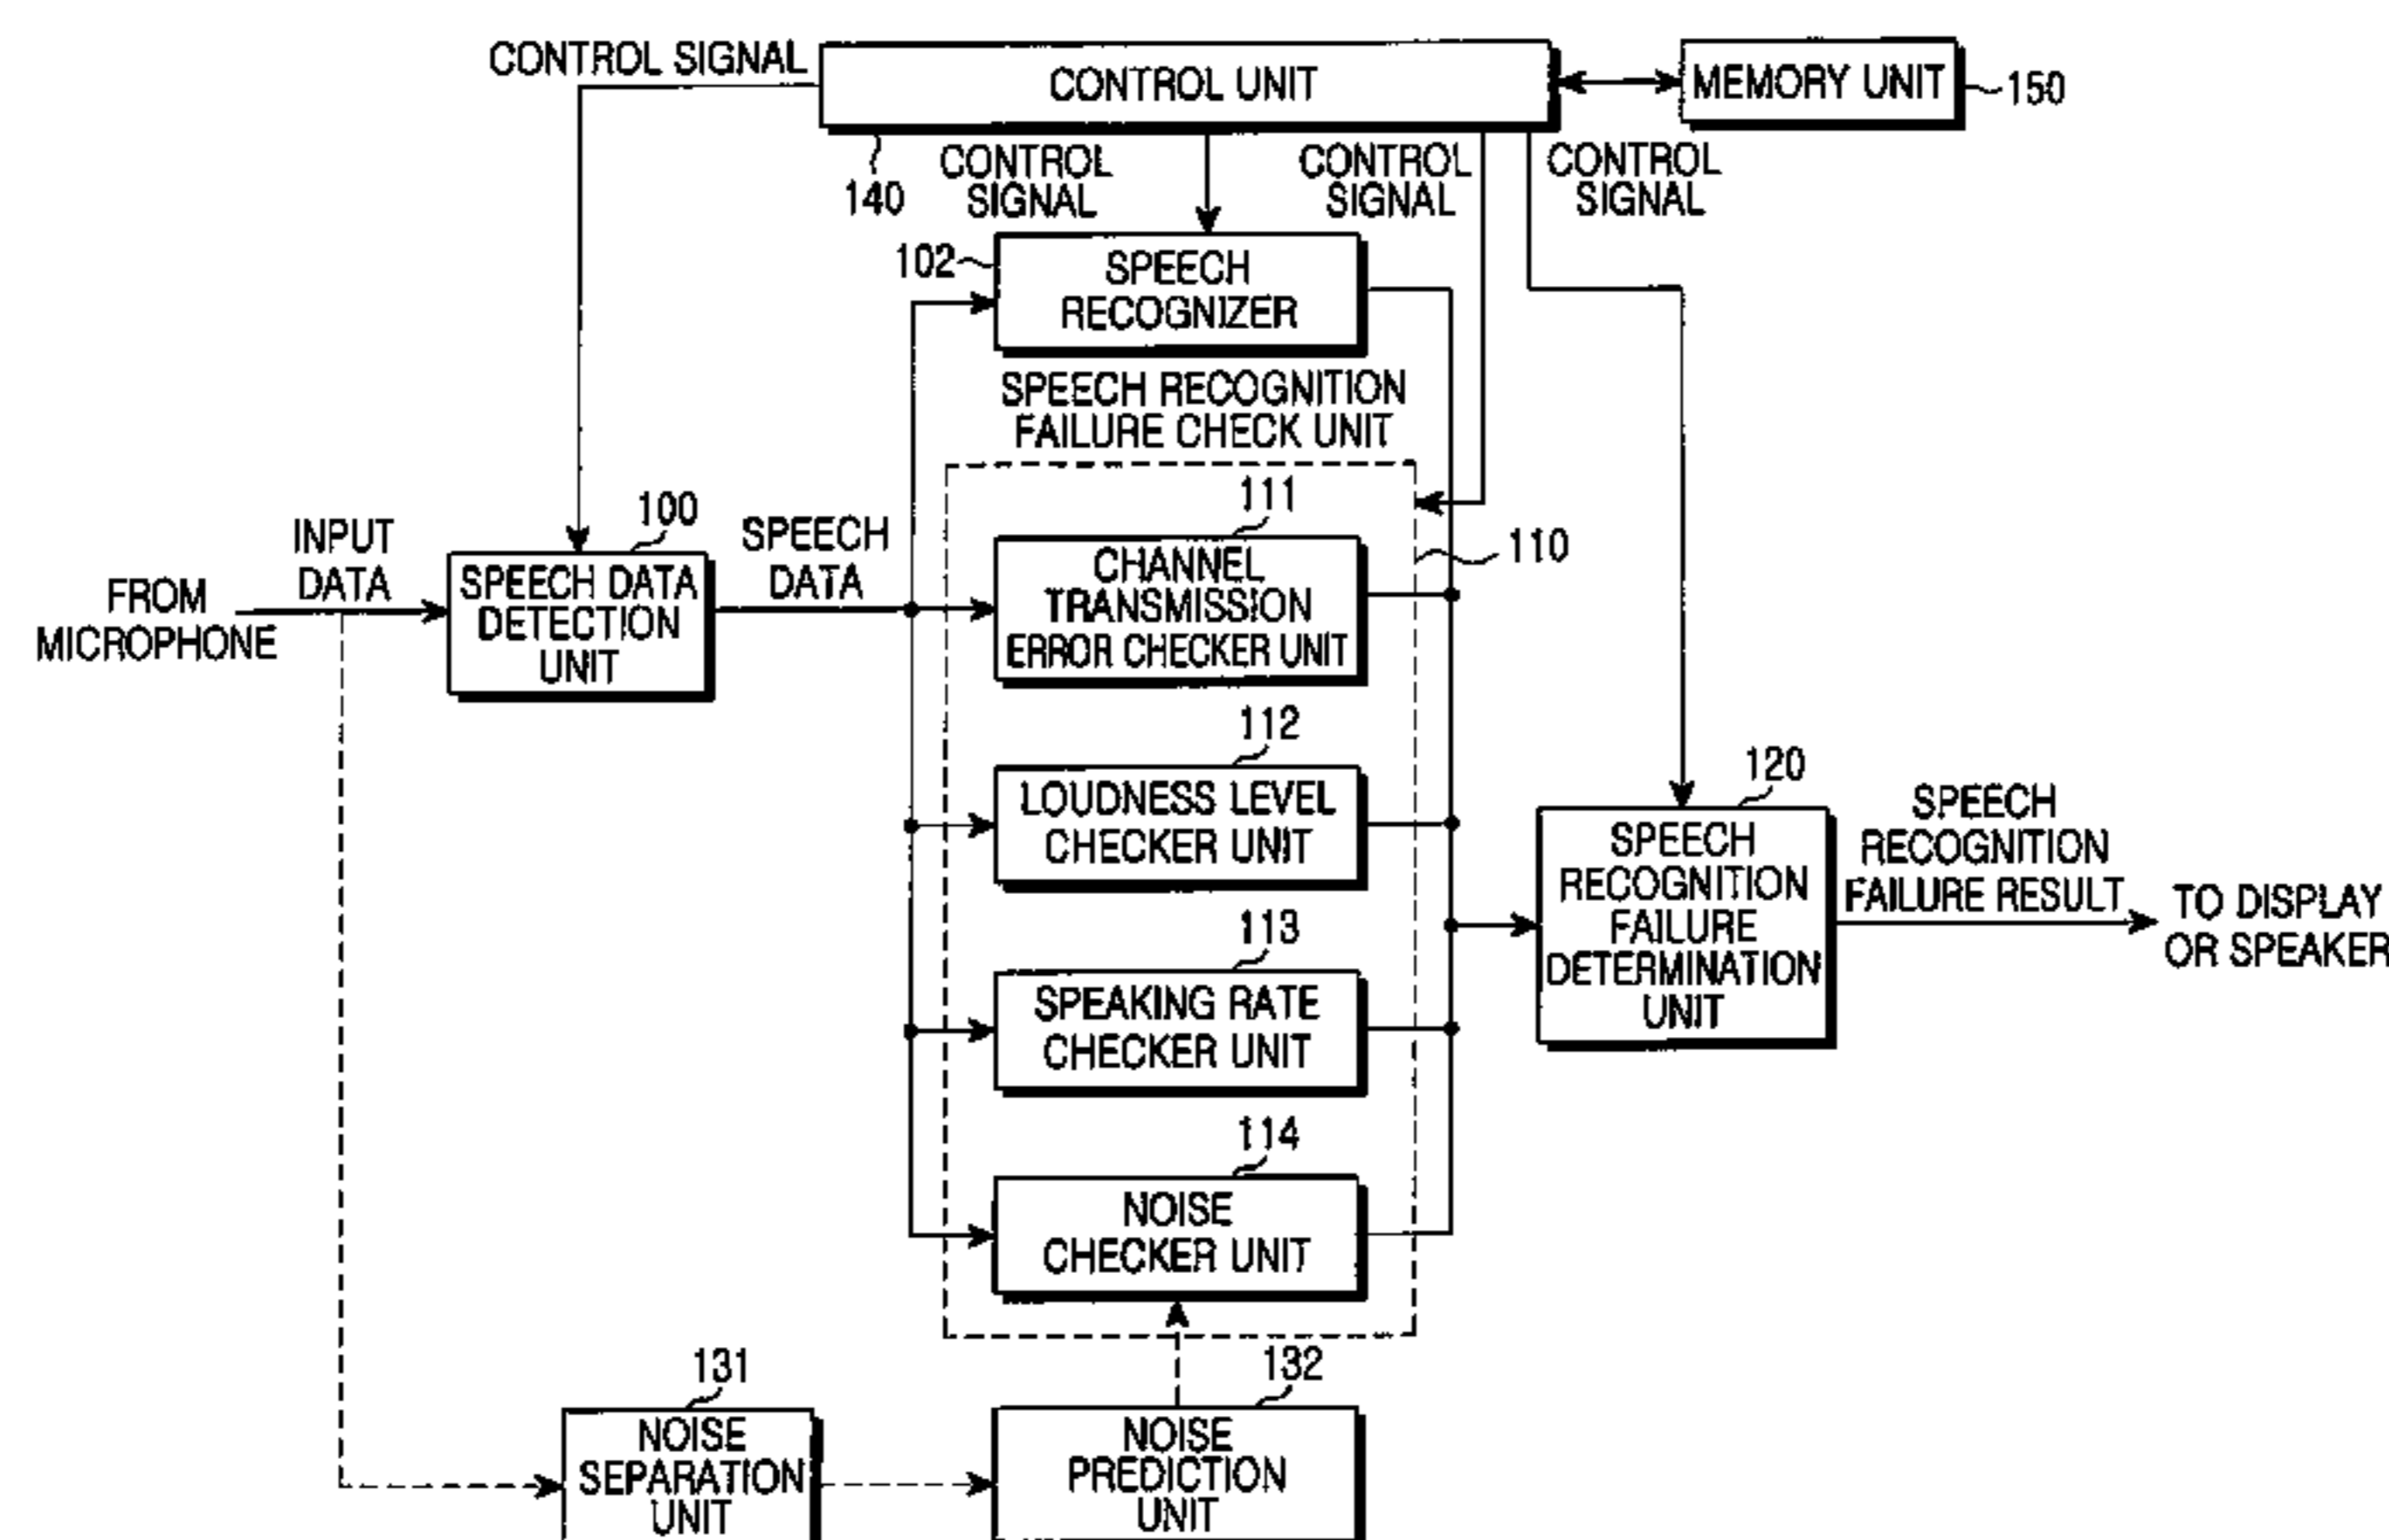 CONTROL SIGNAL
CONTROL UNIT
MEMORY UNIT
150
140
CONTROL
SIGNAL
CONTROL
SIGNAL
CONTROL
SIGNAL
102
SPEECH
RECOGNIZER
SPEECH RECOGNITION
FAILURE CHECK UNIT
FROM
MICROPHONE
INPUT
DATA
100
SPEECH DATA
DETECTION
UNIT
SPEECH
DATA
111
CHANNEL
TRANSMISSION
ERROR CHECKER UNIT
110
112
LOUDNESS LEVEL
CHECKER UNIT
113
SPEAKING RATE
CHECKER UNIT
114
NOISE
CHECKER UNIT
120
SPEECH
RECOGNITION
FAILURE
DETERMINATION
UNIT
SPEECH
RECOGNITION
FAILURE RESULT
TO DISPLAY
OR SPEAKER
131
NOISE
SEPARATION
UNIT
132
NOISE
PREDICTION
UNIT